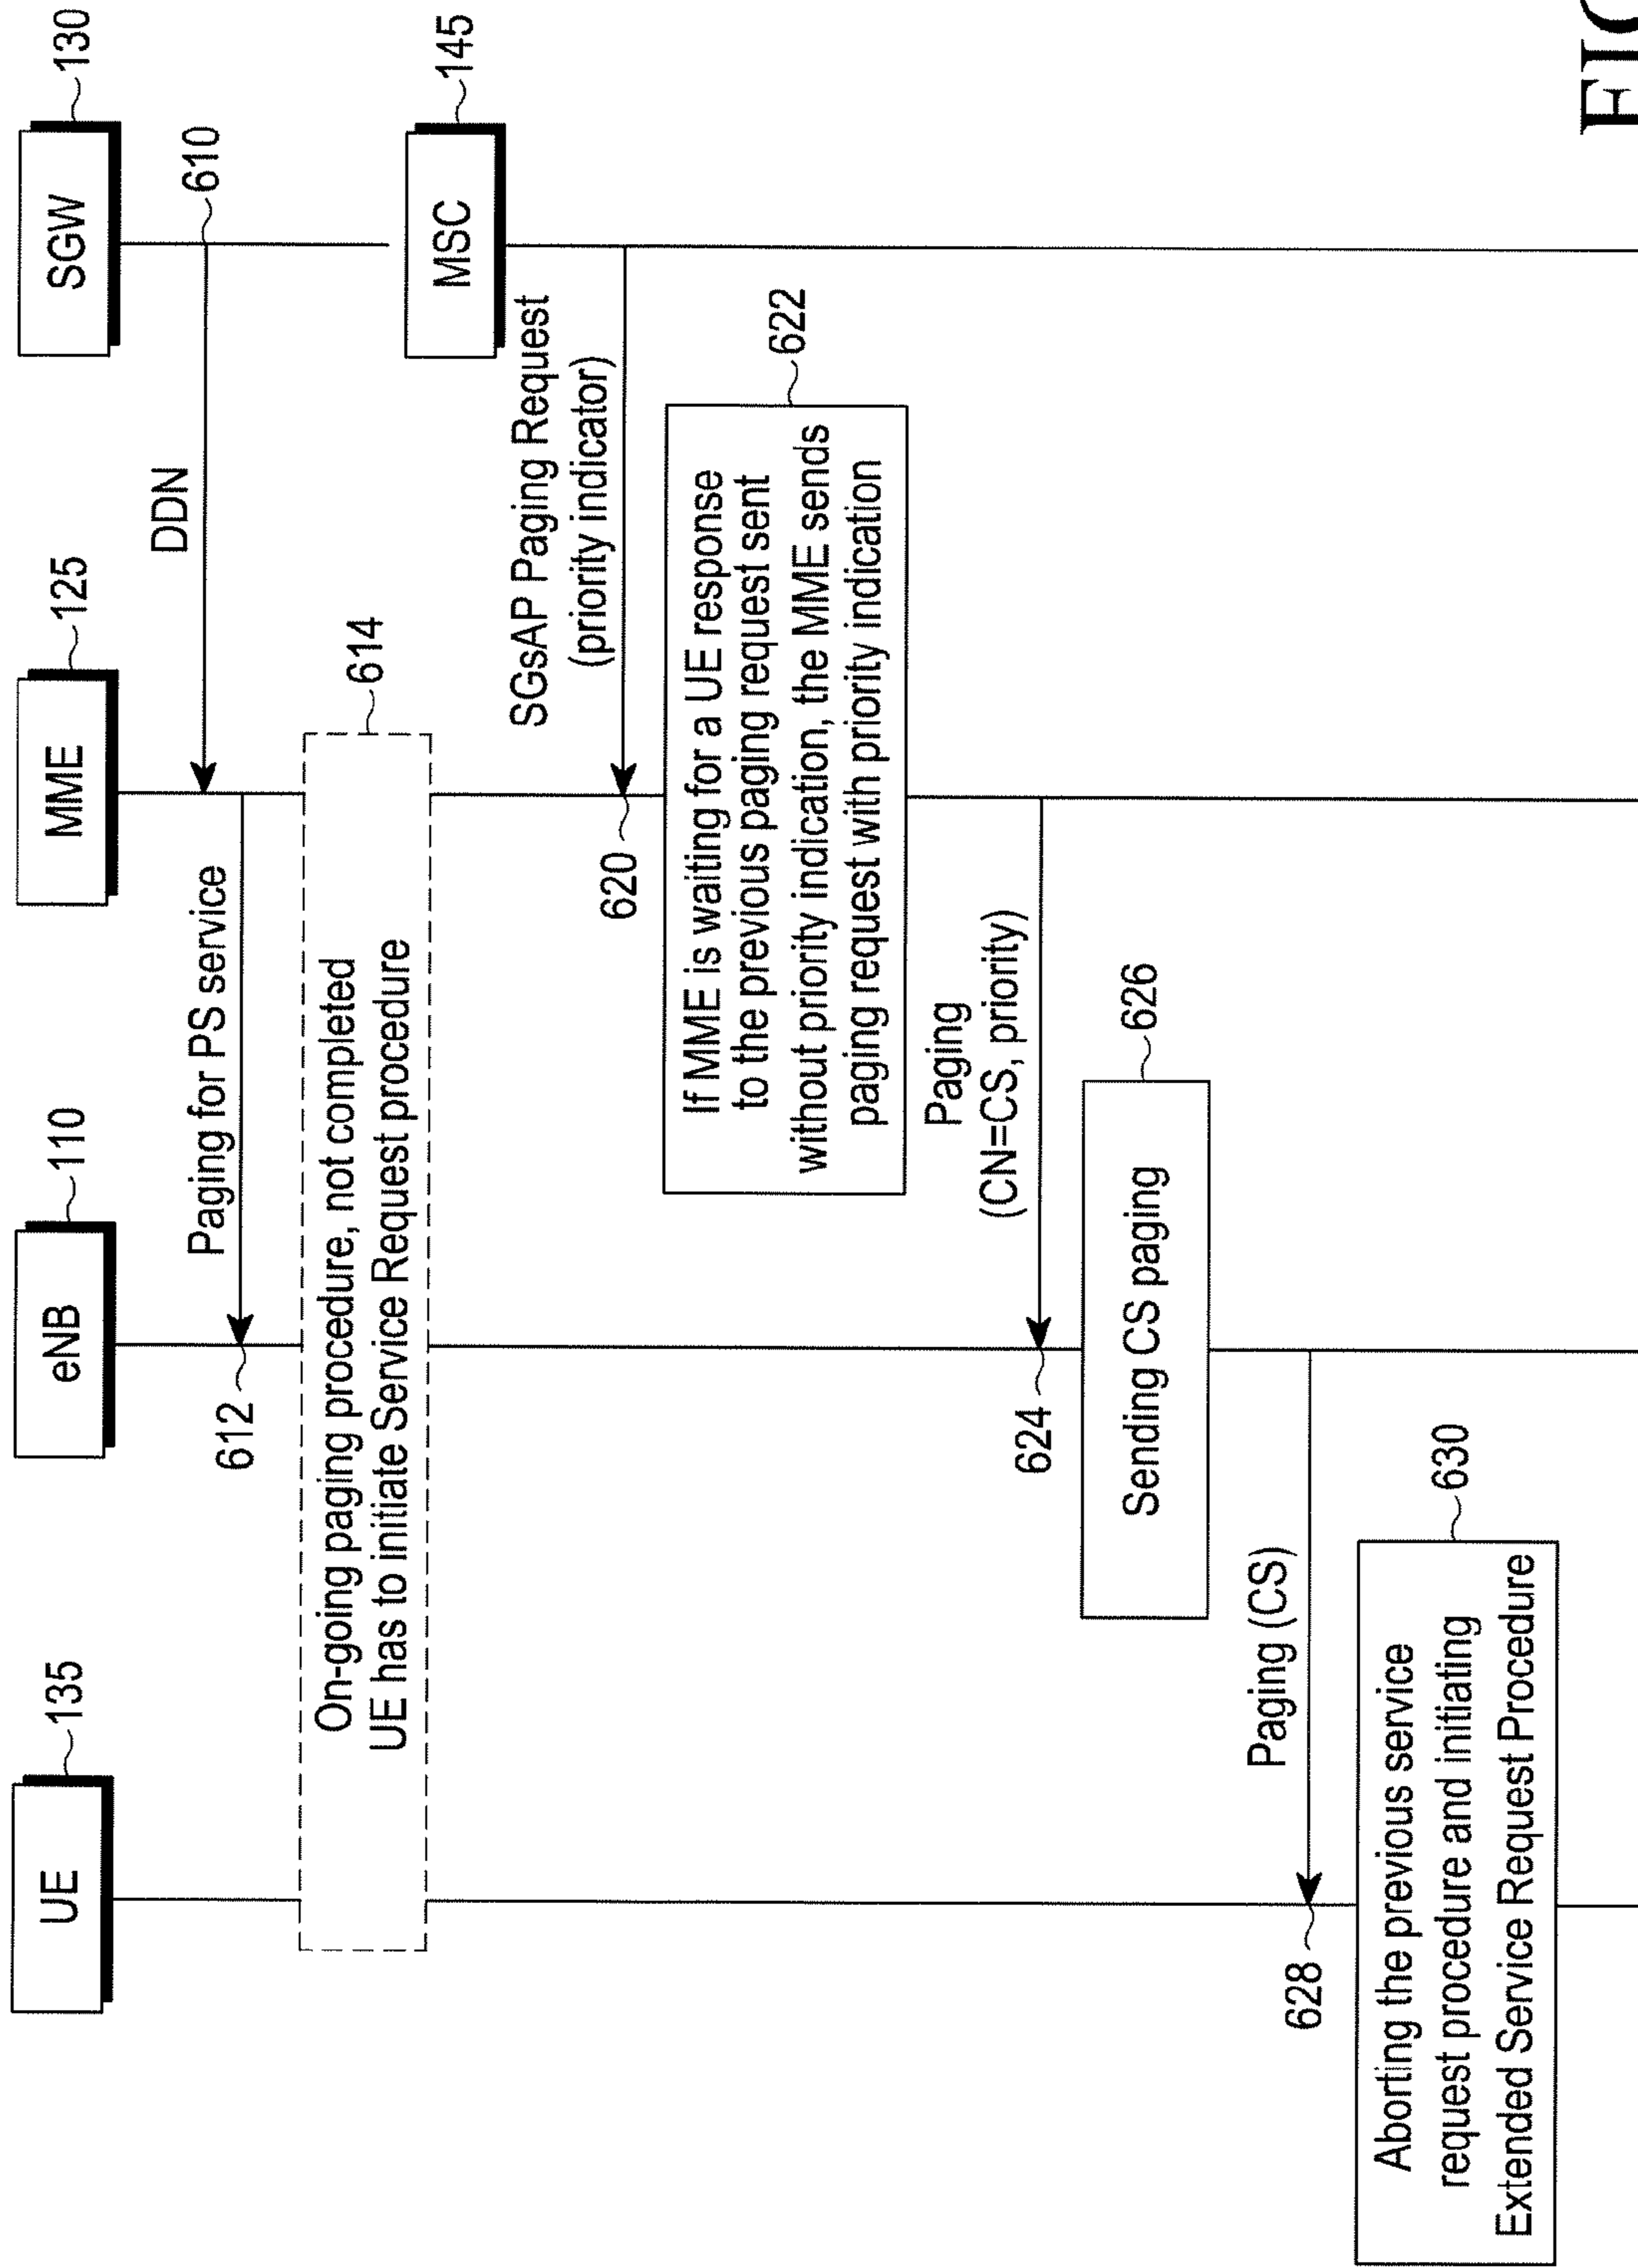 UE
135
eNB
110
MME
125
SGW
130
DDN
610
Paging for PS service
612
On-going paging procedure, not completed
UE has to initiate Service Request procedure
614
MSC
145
SGsAP Paging Request
(priority indicator)
620
If MME is waiting for a UE response
to the previous paging request sent
without priority indication, the MME sends
paging request with priority indication
622
Paging
(CN=CS, priority)
624
Sending CS paging
626
Paging (CS)
628
Aborting the previous service
request procedure and initiating
Extended Service Request Procedure
630